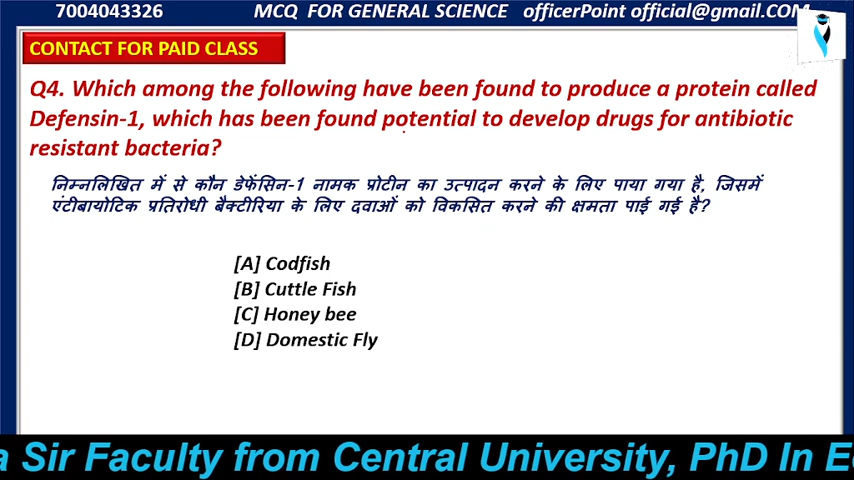 7004043326 MCQ FOR GENERAL SCIENCE officerPoint official@gmail.COM
CONTACT FOR PAID CLASS
Q4. Which among the following have been found to produce a protein called
Defensin-1, which has been found potential to develop drugs for antibiotic
resistant bacteria?
निम्नलिखित में से कौन डेफेंसिन-1 नामक प्रोटीन का उत्पादन करने के लिए पाया गया है, जिसमें
एंटीबायोटिक प्रतिरोधी बैक्टीरिया के लिए दवाओं को विकसित करने की क्षमता पाई गई है?
[A] Codfish
[B] Cuttle Fish
[C] Honey bee
[D] Domestic Fly
a Sir Faculty from Central University, PhD In